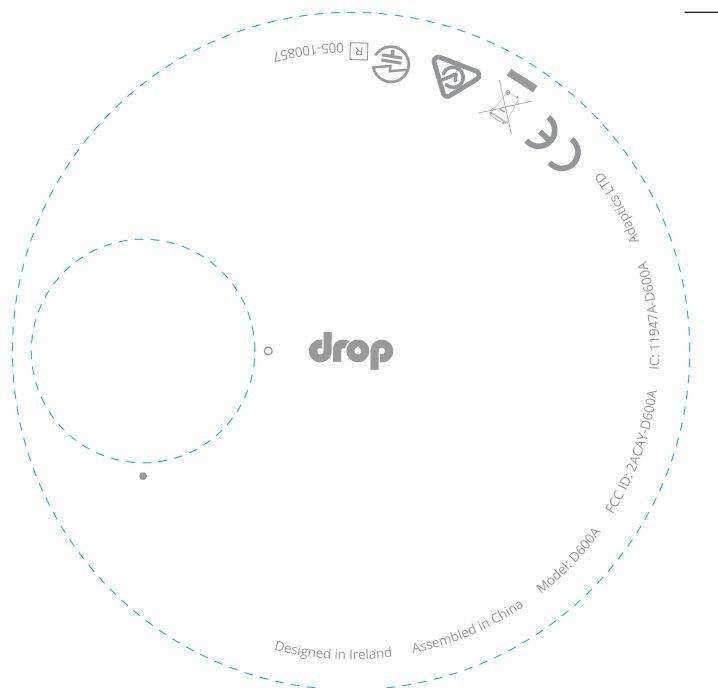 drop
Designed in Ireland
Assembled in China
Model: D600A
FCC ID: 2ACAY-D600A
IC: 11947A-D600A
Adaptics LTD
CE
R 005-100857